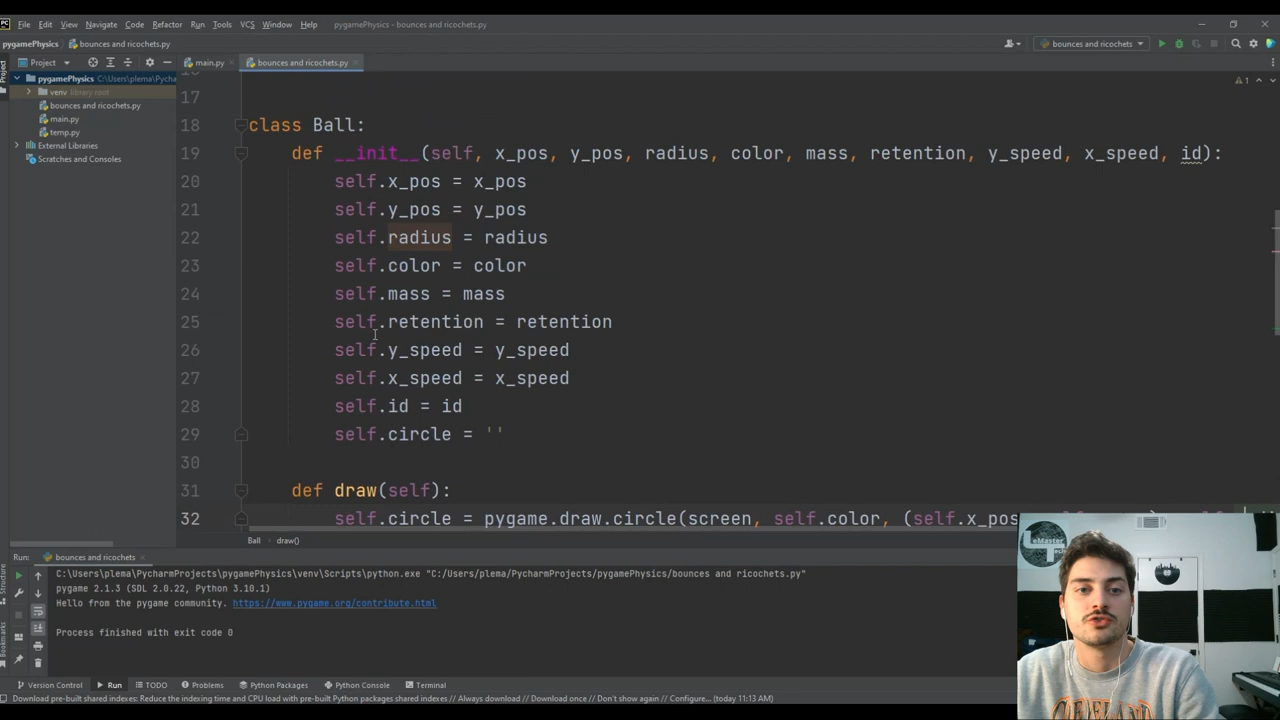 PC File Edit View Navigate Code Refactor Run Tools VCS Window Help pygamePhysics - bounces and ricochets.py
pygamePhysics bounces and ricochets.py bounces and ricochets
Project main.py bounces and ricochets.py
Project
pygamePhysics C:\Users\plema\Pycha
venv library root
bounces and ricochets.py
main.py
temp.py
External Libraries
Scratches and Consoles
1
17
18 class Ball:
19 def __init__(self, x_pos, y_pos, radius, color, mass, retention, y_speed, x_speed, id):
20 self.x_pos = x_pos
21 self.y_pos = y_pos
22 self.radius = radius
23 self.color = color
24 self.mass = mass
25 self.retention = retention
26 self.y_speed = y_speed
27 self.x_speed = x_speed
28 self.id = id
29 self.circle = ''
30
31 def draw(self):
32 self.circle = pygame.draw.circle(screen, self.color, (self.x_pos
Ball draw()
Run: bounces and ricochets
C:\Users\plema\PycharmProjects\pygamePhysics\venv\Scripts\python.exe "C:/Users/plema/PycharmProjects/pygamePhysics/bounces and ricochets.py"
pygame 2.1.3 (SDL 2.0.22, Python 3.10.1)
Hello from the pygame community. https://www.pygame.org/contribute.html
Process finished with exit code 0
Structure
Bookmarks
Version Control Run TODO Problems Python Packages Python Console Terminal
Download pre-built shared indexes: Reduce the indexing time and CPU load with pre-built Python packages shared indexes // Always download // Download once // Don't show again // Configure... (today 11:13 AM)